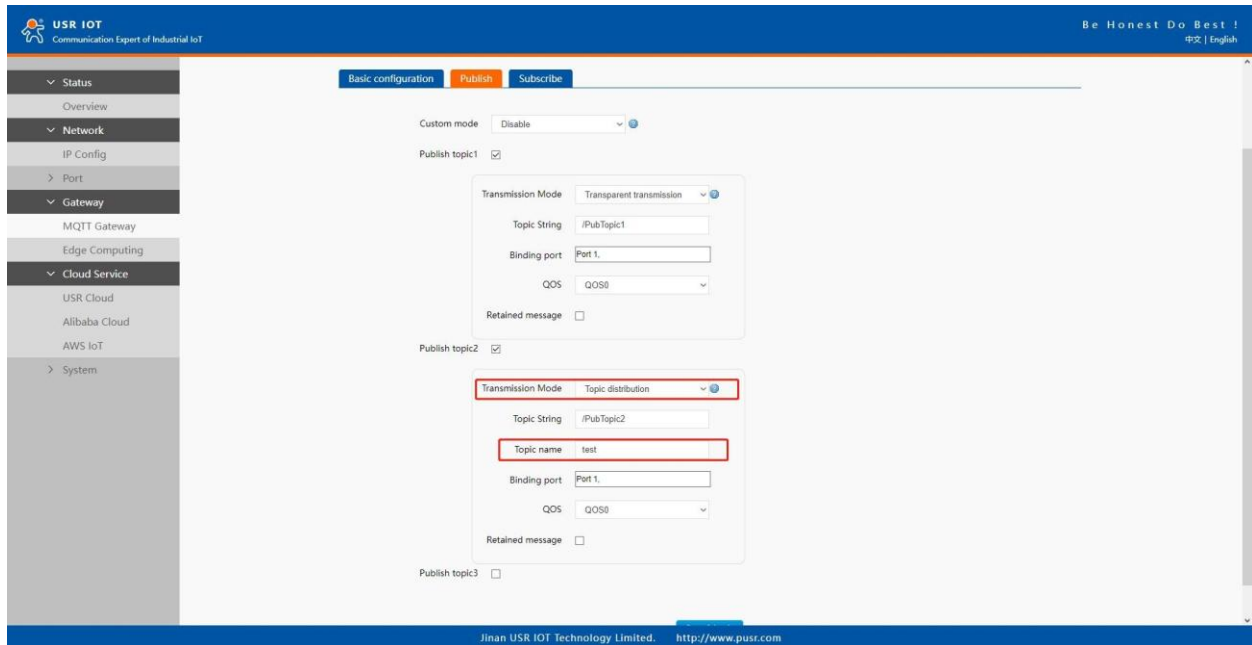 USR IOT
Communication Expert of Industrial IoT
Be Honest Do Best !
中文 | English
Status
Overview
Network
IP Config
Port
Gateway
MQTT Gateway
Edge Computing
Cloud Service
USR Cloud
Alibaba Cloud
AWS IoT
System
Basic configuration Publish Subscribe
Custom mode Disable
Publish topic1
Transmission Mode Transparent transmission
Topic String /PubTopic1
Binding port Port 1,
QOS QOS0
Retained message
Publish topic2
Transmission Mode Topic distribution
Topic String /PubTopic2
Topic name test
Binding port Port 1,
QOS QOS0
Retained message
Publish topic3
Jinan USR IOT Technology Limited. http://www.pusr.com